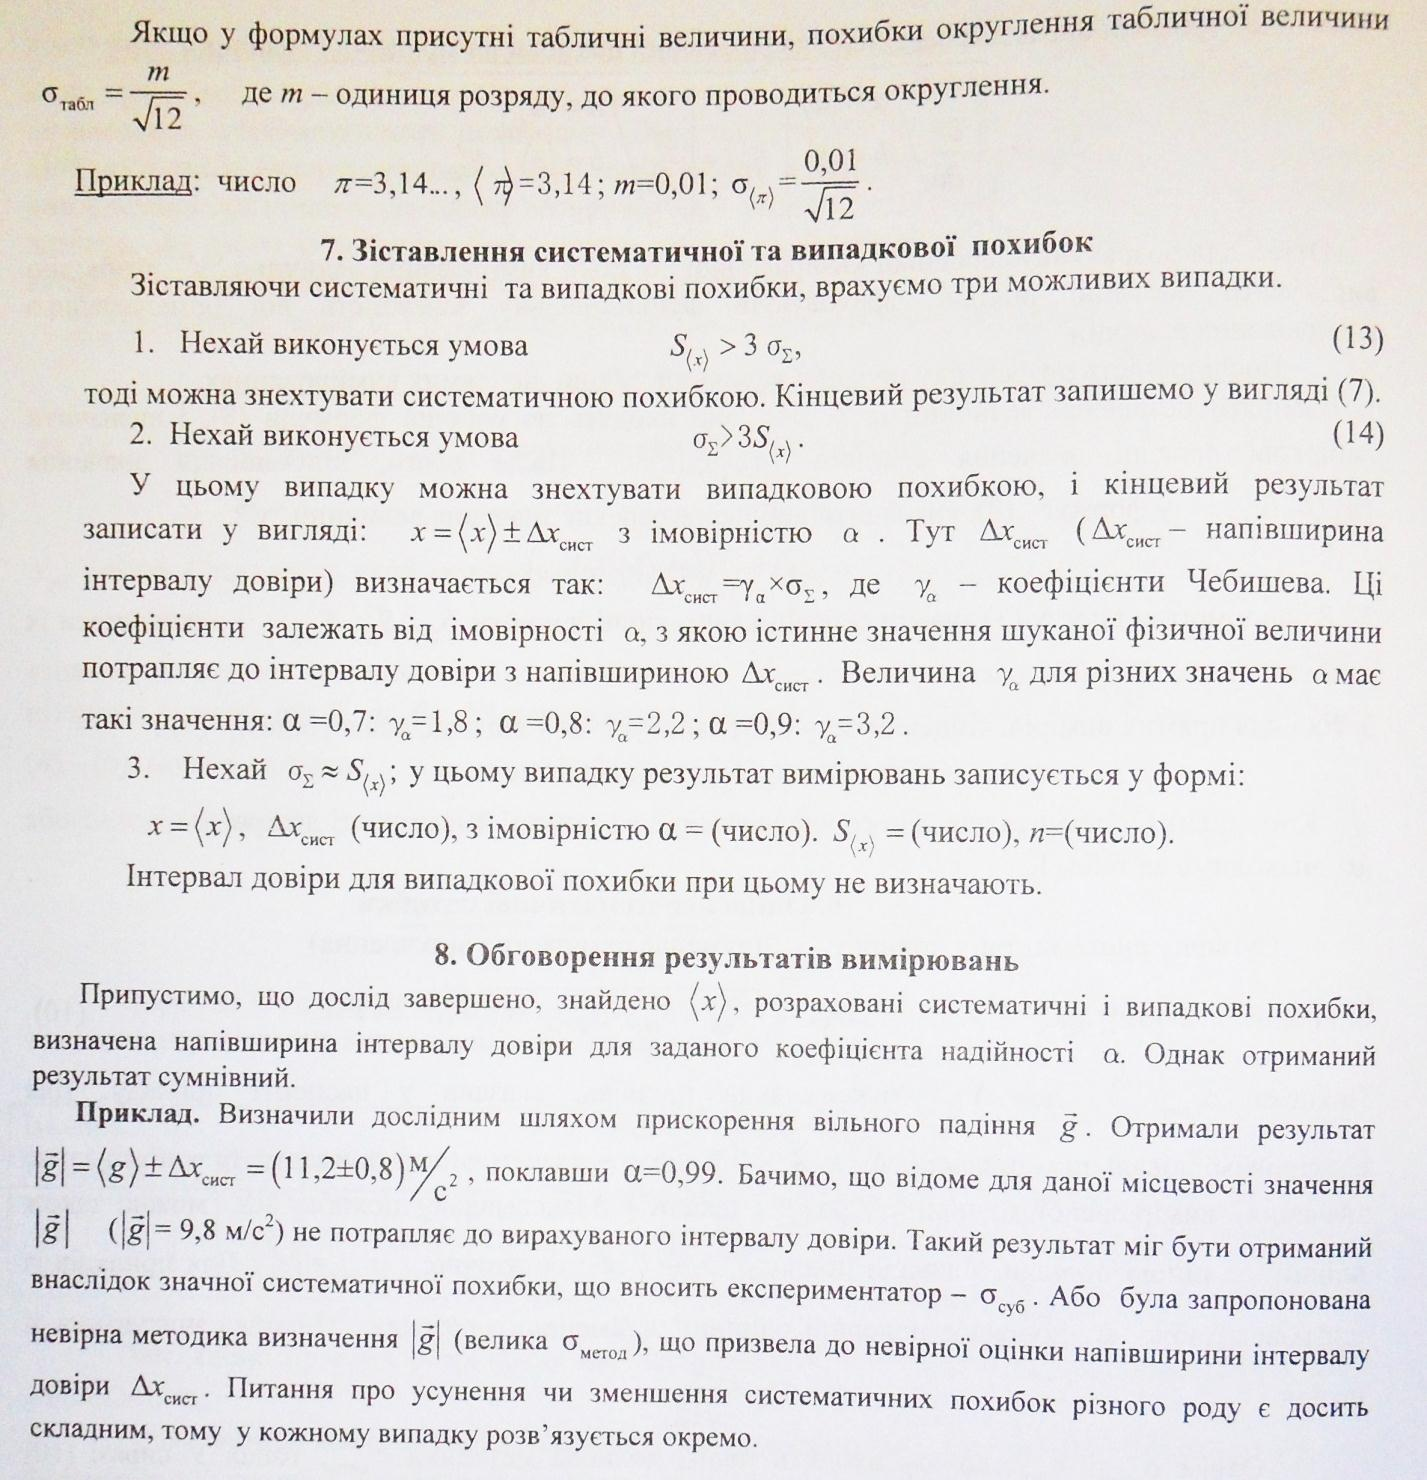 Якщо у формулах присутні табличні величини, похибки округлення табличної величини
σ_табл = m/√12, де m – одиниця розряду, до якого проводиться округлення.
Приклад: число π=3,14..., ⟨π⟩=3,14; m=0,01; σ_⟨π⟩=0,01/√12.
7. Зіставлення систематичної та випадкової похибок
Зіставляючи систематичні та випадкові похибки, врахуємо три можливих випадки.
1. Нехай виконується умова S_⟨x⟩ > 3 σ_Σ, (13)
тоді можна знехтувати систематичною похибкою. Кінцевий результат запишемо у вигляді (7).
2. Нехай виконується умова σ_Σ>3S_⟨x⟩. (14)
У цьому випадку можна знехтувати випадковою похибкою, і кінцевий результат
записати у вигляді: x=⟨x⟩±Δx_сист з імовірністю α . Тут Δx_сист (Δx_сист – напівширина
інтервалу довіри) визначається так: Δx_сист=γ_α×σ_Σ, де γ_α – коефіцієнти Чебишева. Ці
коефіцієнти залежать від імовірності α, з якою істинне значення шуканої фізичної величини
потрапляє до інтервалу довіри з напівшириною Δx_сист. Величина γ_α для різних значень α має
такі значення: α =0,7: γ_α=1,8; α =0,8: γ_α=2,2; α =0,9: γ_α=3,2.
3. Нехай σ_Σ ≈ S_⟨x⟩; у цьому випадку результат вимірювань записується у формі:
x=⟨x⟩, Δx_сист (число), з імовірністю α = (число). S_⟨x⟩ = (число), n=(число).
Інтервал довіри для випадкової похибки при цьому не визначають.
8. Обговорення результатів вимірювань
Припустимо, що дослід завершено, знайдено ⟨x⟩, розраховані систематичні і випадкові похибки,
визначена напівширина інтервалу довіри для заданого коефіцієнта надійності α. Однак отриманий
результат сумнівний.
Приклад. Визначили дослідним шляхом прискорення вільного падіння g⃗. Отримали результат
|g⃗|=⟨g⟩±Δx_сист=(11,2±0,8)м/с², поклавши α=0,99. Бачимо, що відоме для даної місцевості значення
|g⃗| (|g⃗|= 9,8 м/с²) не потрапляє до вирахуваного інтервалу довіри. Такий результат міг бути отриманий
внаслідок значної систематичної похибки, що вносить експериментатор – σ_суб. Або була запропонована
невірна методика визначення |g⃗| (велика σ_метод), що призвела до невірної оцінки напівширини інтервалу
довіри Δx_сист. Питання про усунення чи зменшення систематичних похибок різного роду є досить
складним, тому у кожному випадку розв’язується окремо.